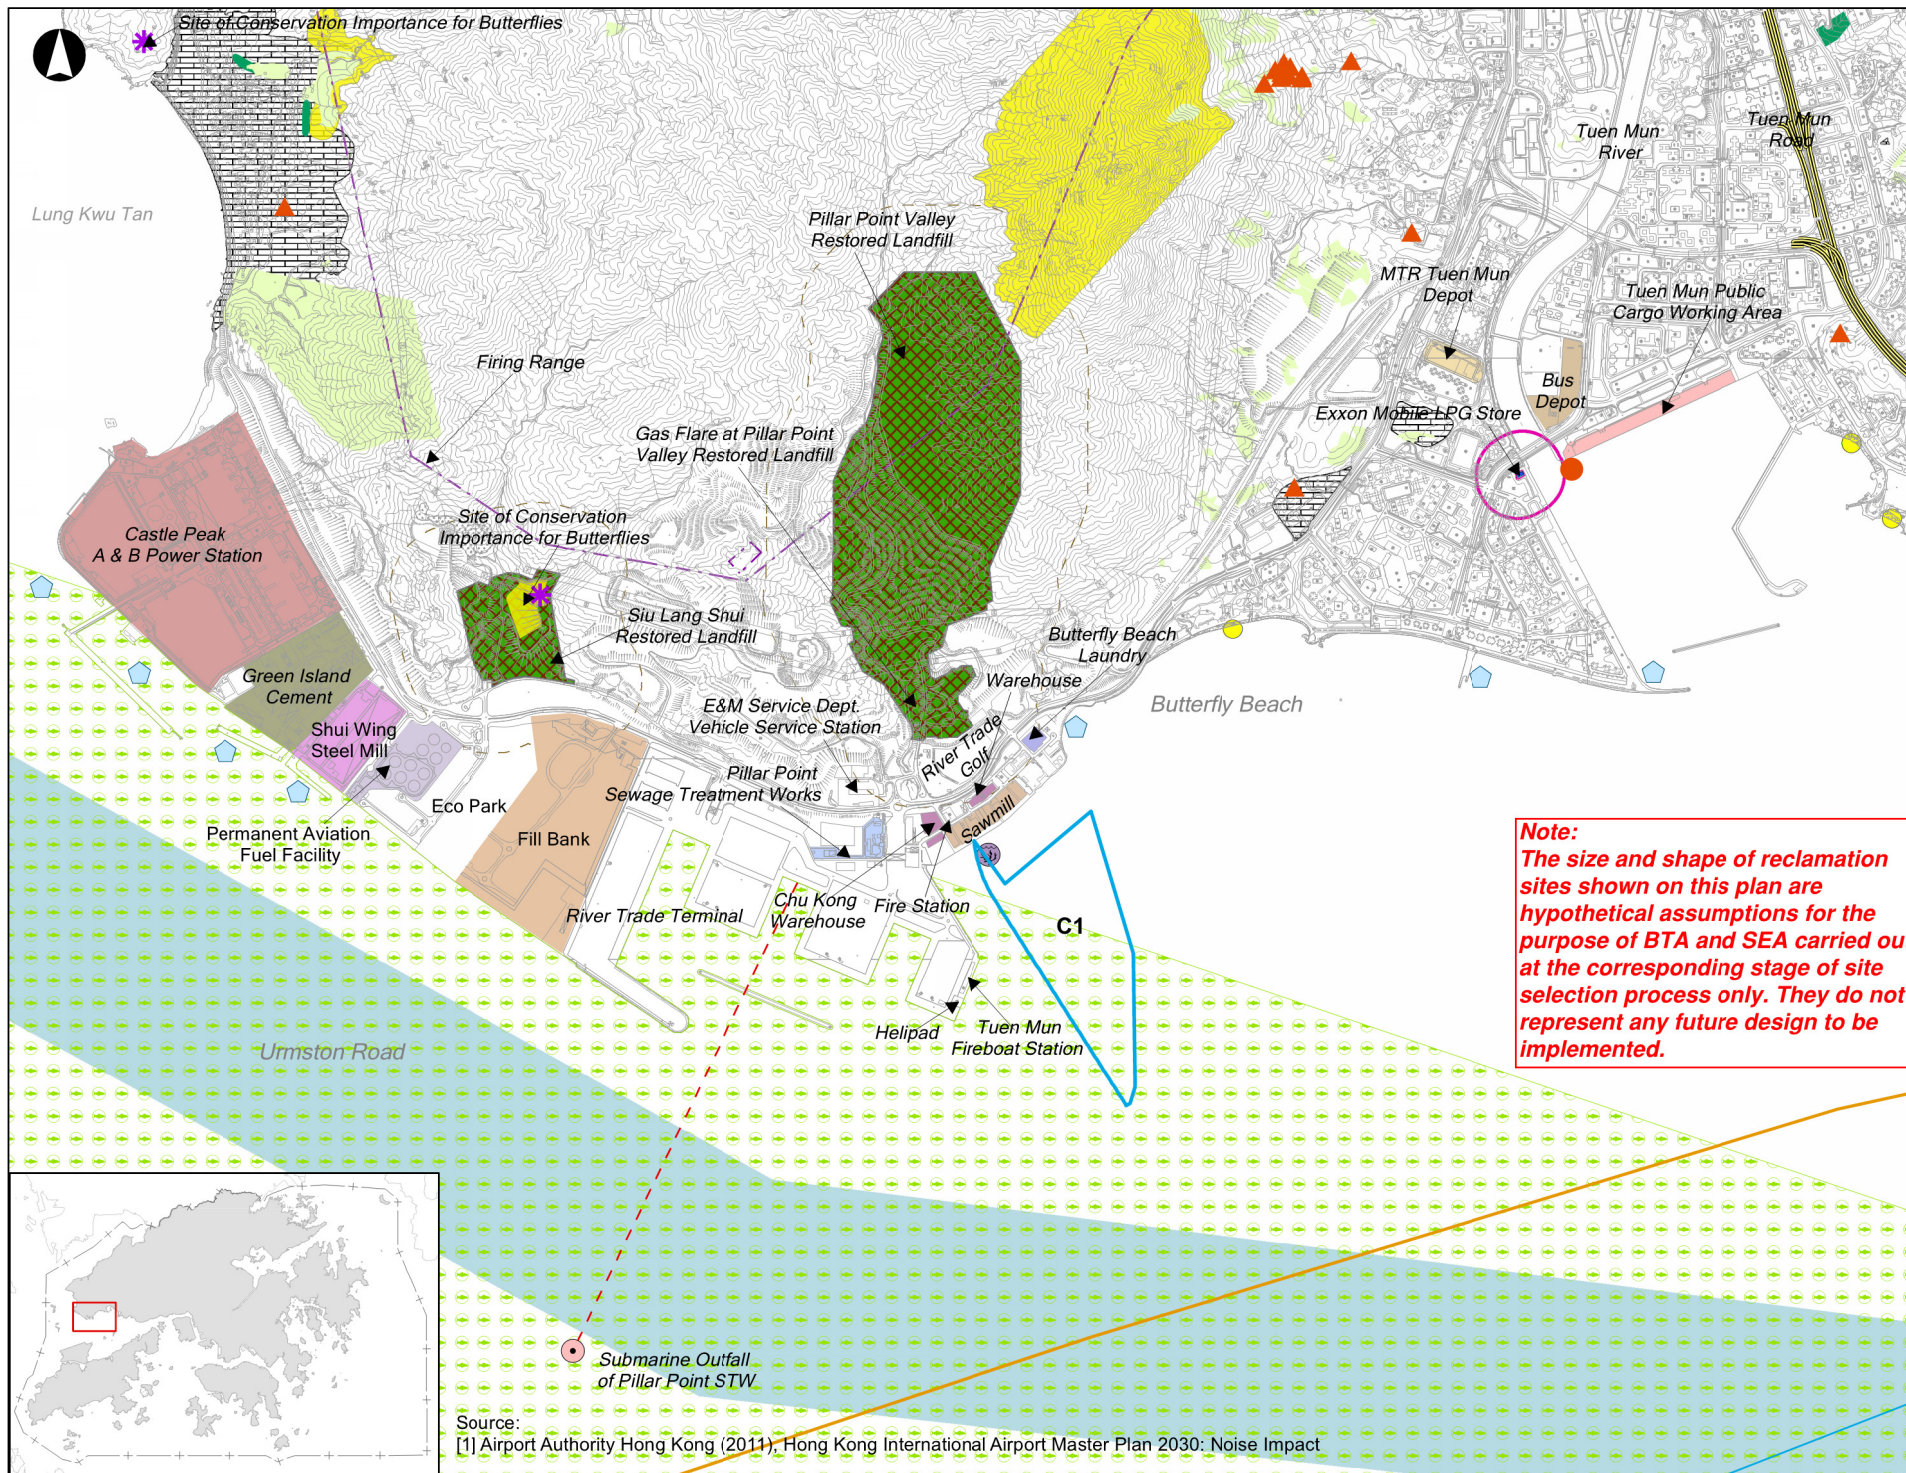 Site of Conservation Importance for Butterflies
Tuen Mun
River
Tuen Mun
Road
Lung Kwu Tan
Pillar Point Valley
Restored Landfill
MTR Tuen Mun
Depot
Tuen Mun Public
Cargo Working Area
Firing Range
Bus
Depot
Exxon Mobile LPG Store
Gas Flare at Pillar Point
Valley Restored Landfill
Site of Conservation
Importance for Butterflies
Castle Peak
A & B Power Station
Siu Lang Shui
Restored Landfill
Butterfly Beach
Laundry
Green Island
Cement
Warehouse
Butterfly Beach
E&M Service Dept.
Vehicle Service Station
Shui Wing
Steel Mill
River Trade
Golf
Pillar Point
Sewage Treatment Works
Eco Park
Sawmill
Permanent Aviation
Fuel Facility
Fill Bank
Note:
The size and shape of reclamation
sites shown on this plan are
hypothetical assumptions for the
purpose of BTA and SEA carried ou
at the corresponding stage of site
selection process only. They do not
represent any future design to be
implemented.
River Trade Terminal
Chu Kong
Warehouse
Fire Station
C1
Helipad
Tuen Mun
Fireboat Station
Urmston Road
Submarine Outfall
of Pillar Point STW
Source:
[1] Airport Authority Hong Kong (2011), Hong Kong International Airport Master Plan 2030: Noise Impact